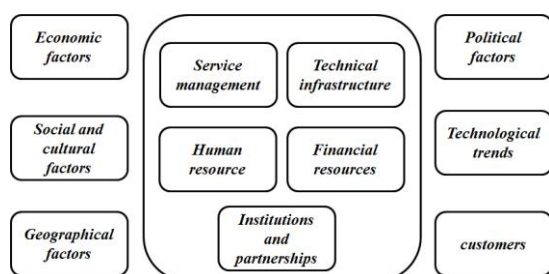 Economic
factors
Social and
cultural
factors
Geographical
factors
Service
management
Technical
infrastructure
Human
resource
Financial
resources
Institutions
and
partnerships
Political
factors
Technological
trends
customers